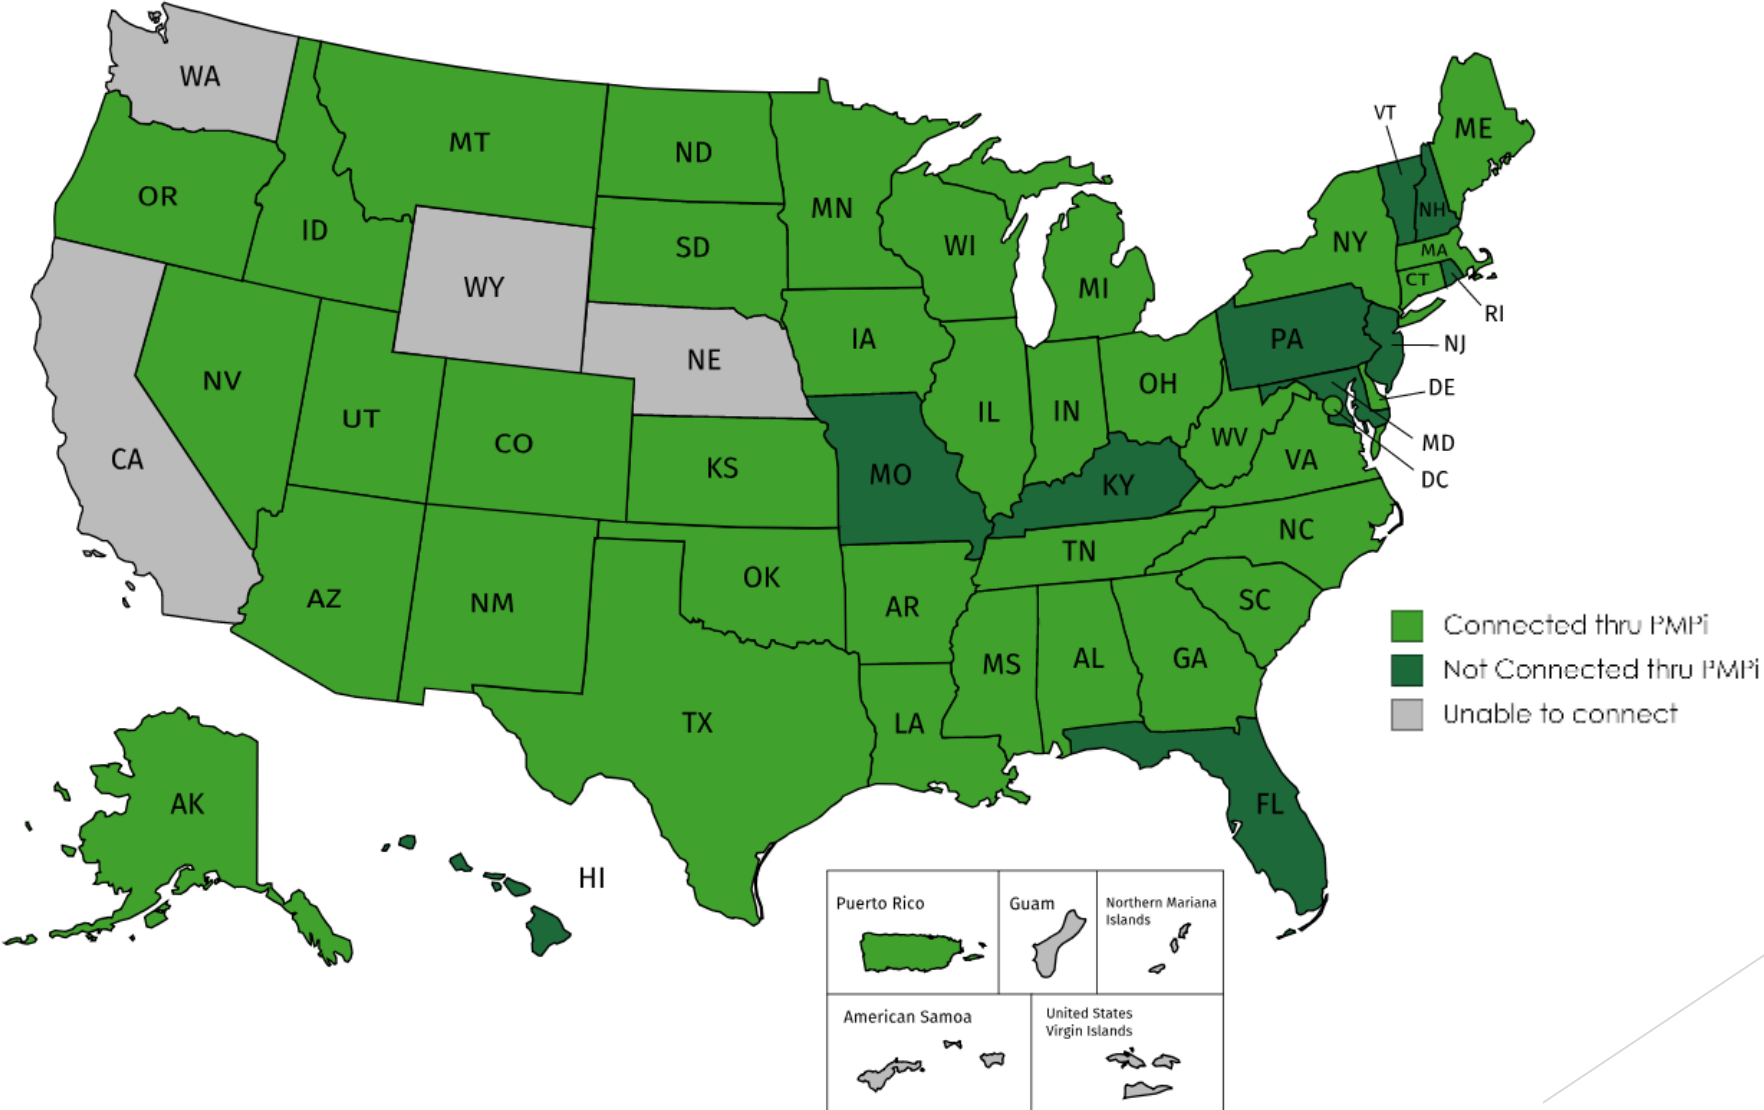 WA
MT
ND
OR
ID
MN
SD
WI
WY
MI
NE
IA
NV
UT
CO
CA
KS
MO
IL
IN
OH
KY
WV
VA
PA
NY
VT
NH
ME
MA
CT
RI
NJ
DE
MD
DC
AZ
NM
OK
AR
TN
NC
SC
MS
AL
GA
TX
LA
FL
AK
HI
Connected thru PMPi
Not Connected thru PMPi
Unable to connect
Puerto Rico
Guam
Northern Mariana
Islands
American Samoa
United States
Virgin Islands